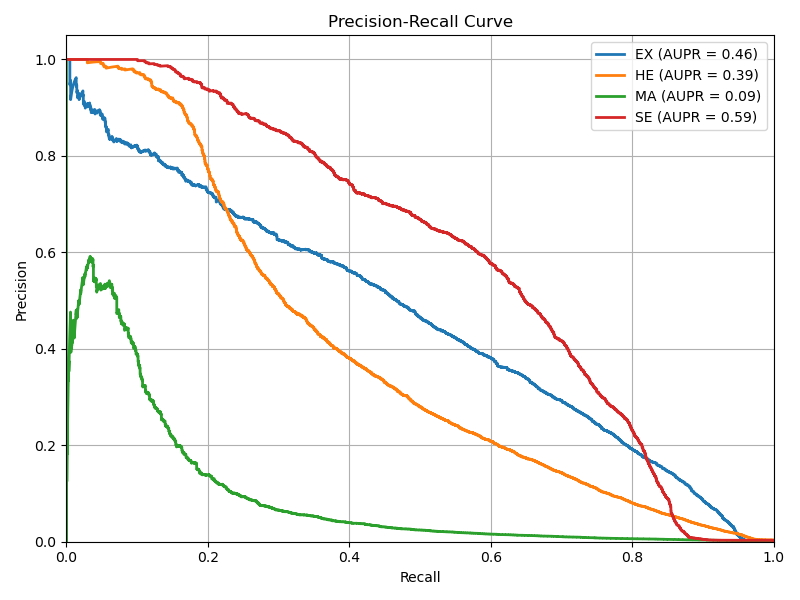 Precision-Recall Curve
EX (AUPR = 0.46)
HE (AUPR = 0.39)
MA (AUPR = 0.09)
SE (AUPR = 0.59)
Precision
1.0
0.8
0.6
0.4
0.2
0.0
0.0 0.2 0.4 0.6 0.8 1.0
Recall